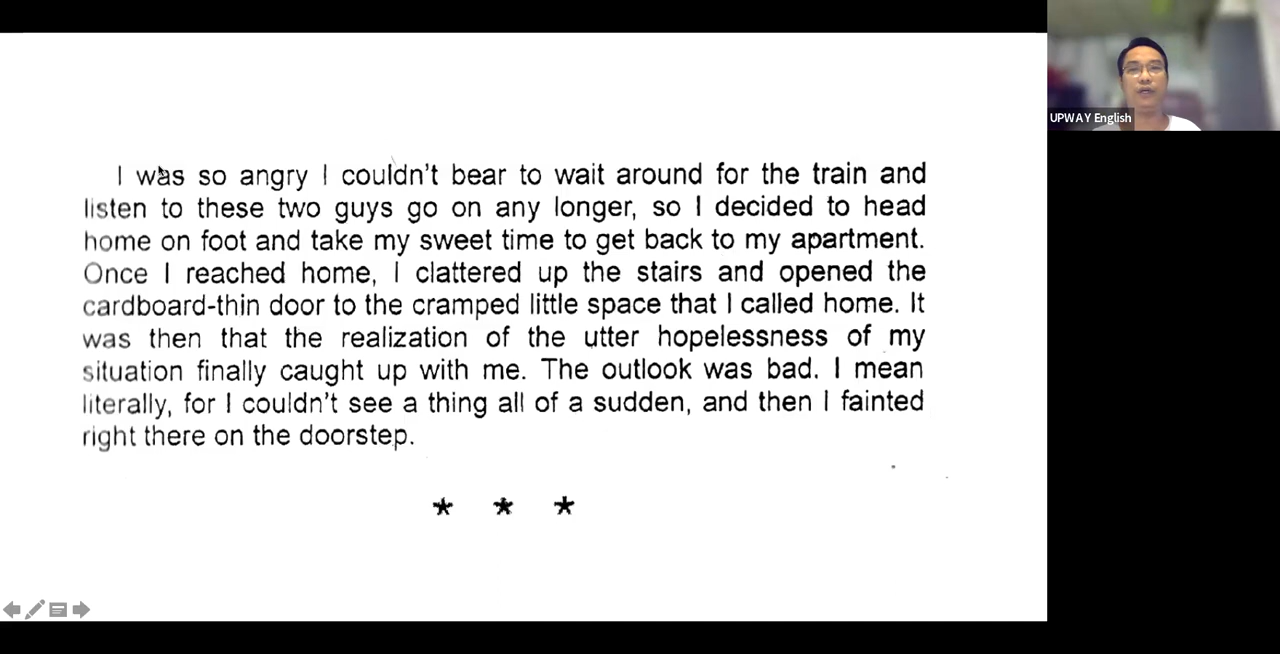 UPWAY English
I was so angry I couldn't bear to wait around for the train and
listen to these two guys go on any longer, so I decided to head
home on foot and take my sweet time to get back to my apartment.
Once I reached home, I clattered up the stairs and opened the
cardboard-thin door to the cramped little space that I called home. It
was then that the realization of the utter hopelessness of my
situation finally caught up with me. The outlook was bad. I mean
literally, for I couldn't see a thing all of a sudden, and then I fainted
right there on the doorstep.
* * *